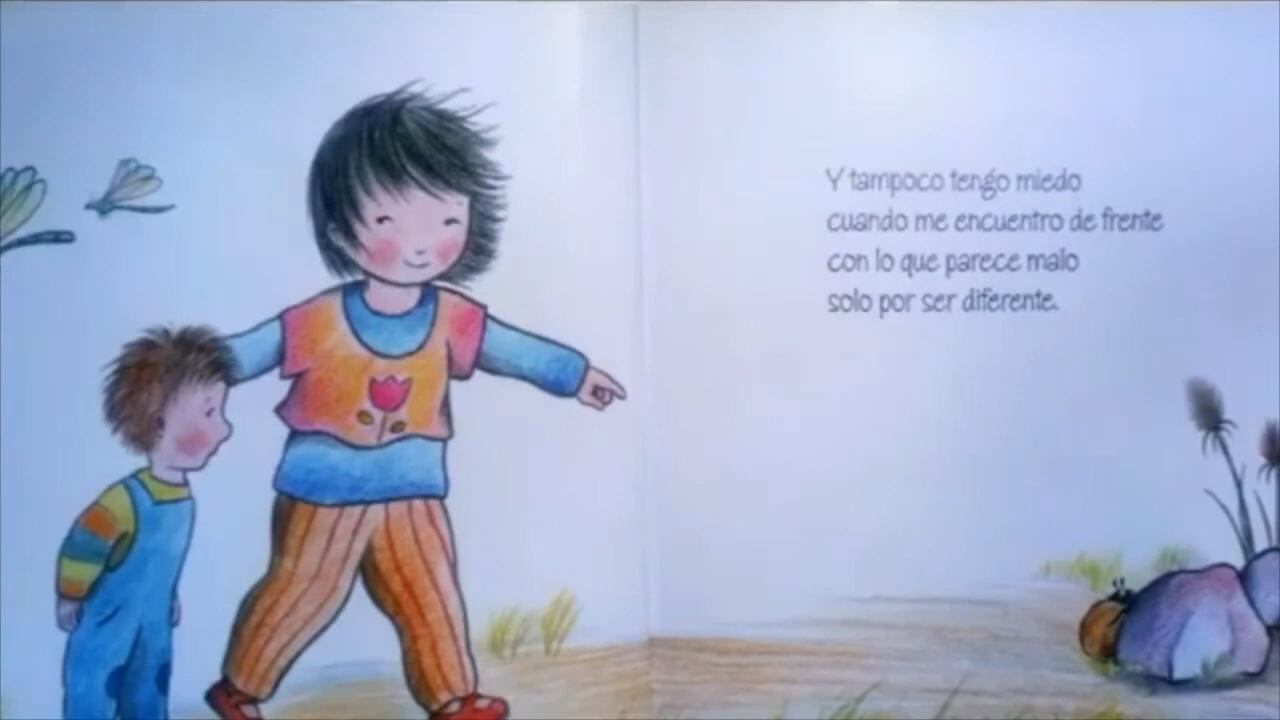 Y tampoco tengo miedo
cuando me encuentro de frente
con lo que parece malo
solo por ser diferente.